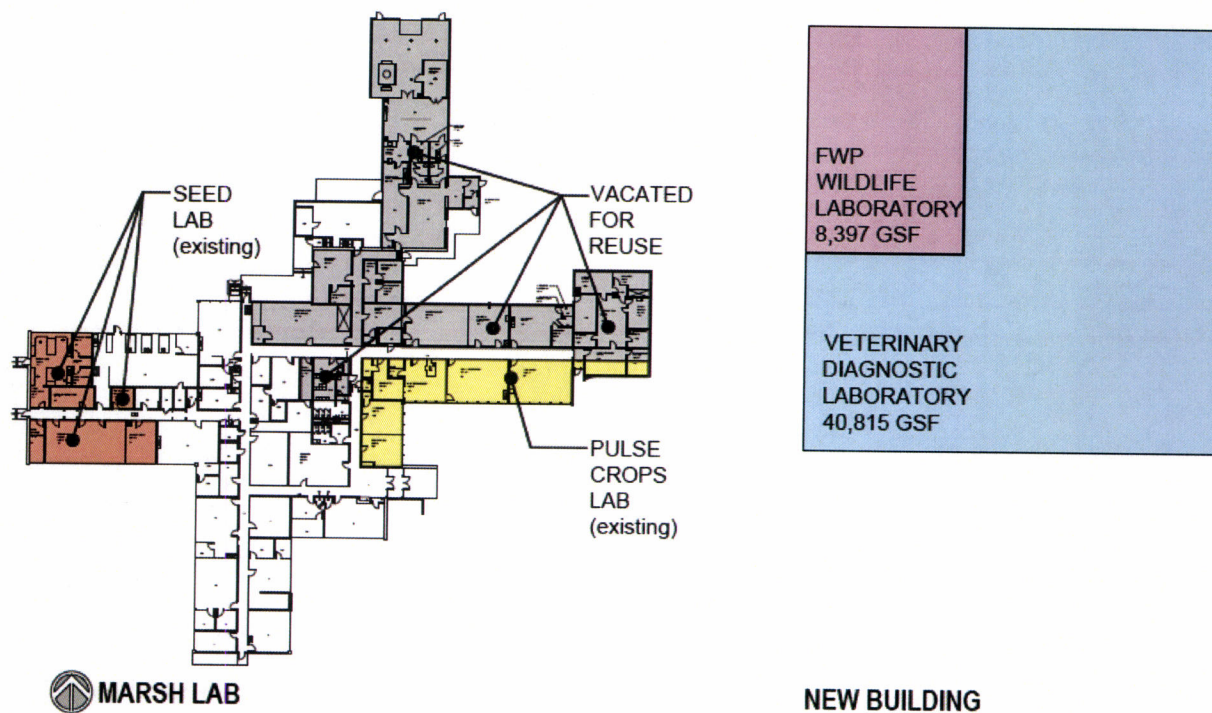 SEED
LAB
(existing)
VACATED
FOR
REUSE
PULSE
CROPS
LAB
(existing)
MARSH LAB
FWP
WILDLIFE
LABORATORY
8,397 GSF
VETERINARY
DIAGNOSTIC
LABORATORY
40,815 GSF
NEW BUILDING